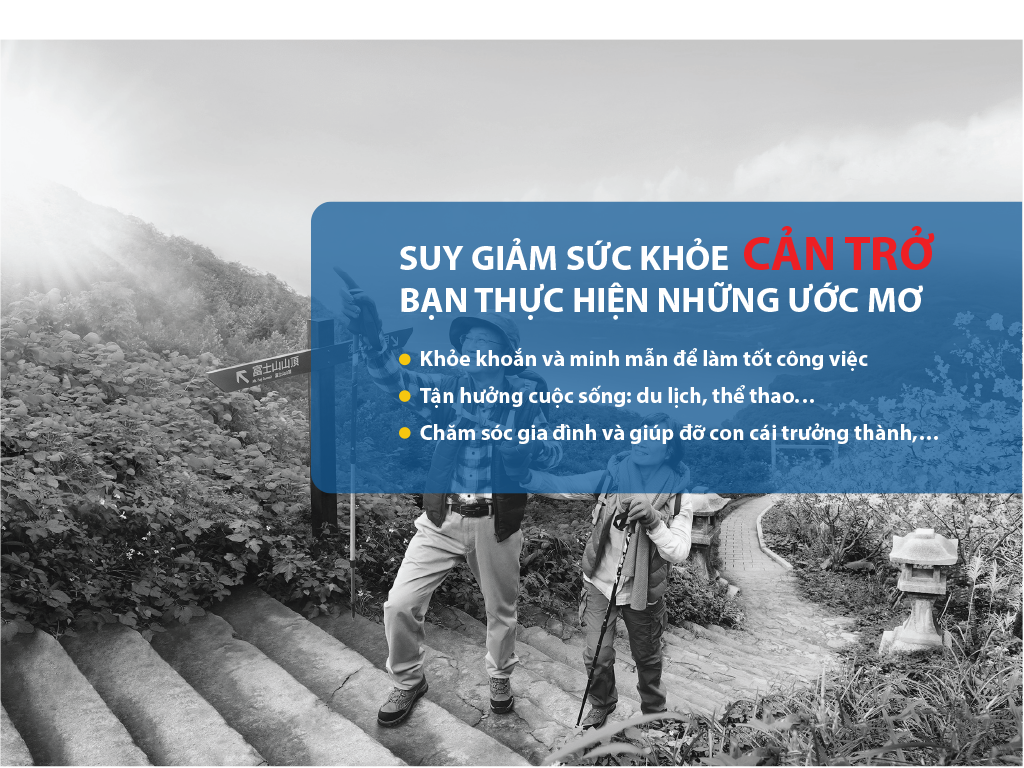 SUY GIẢM SỨC KHỎE CẢN TRỞ
BẠN THỰC HIỆN NHỮNG ƯỚC MƠ
Khỏe khoắn và minh mẫn để làm tốt công việc
Tận hưởng cuộc sống: du lịch, thể thao...
Chăm sóc gia đình và giúp đỡ con cái trưởng thành,...
富士山山頂